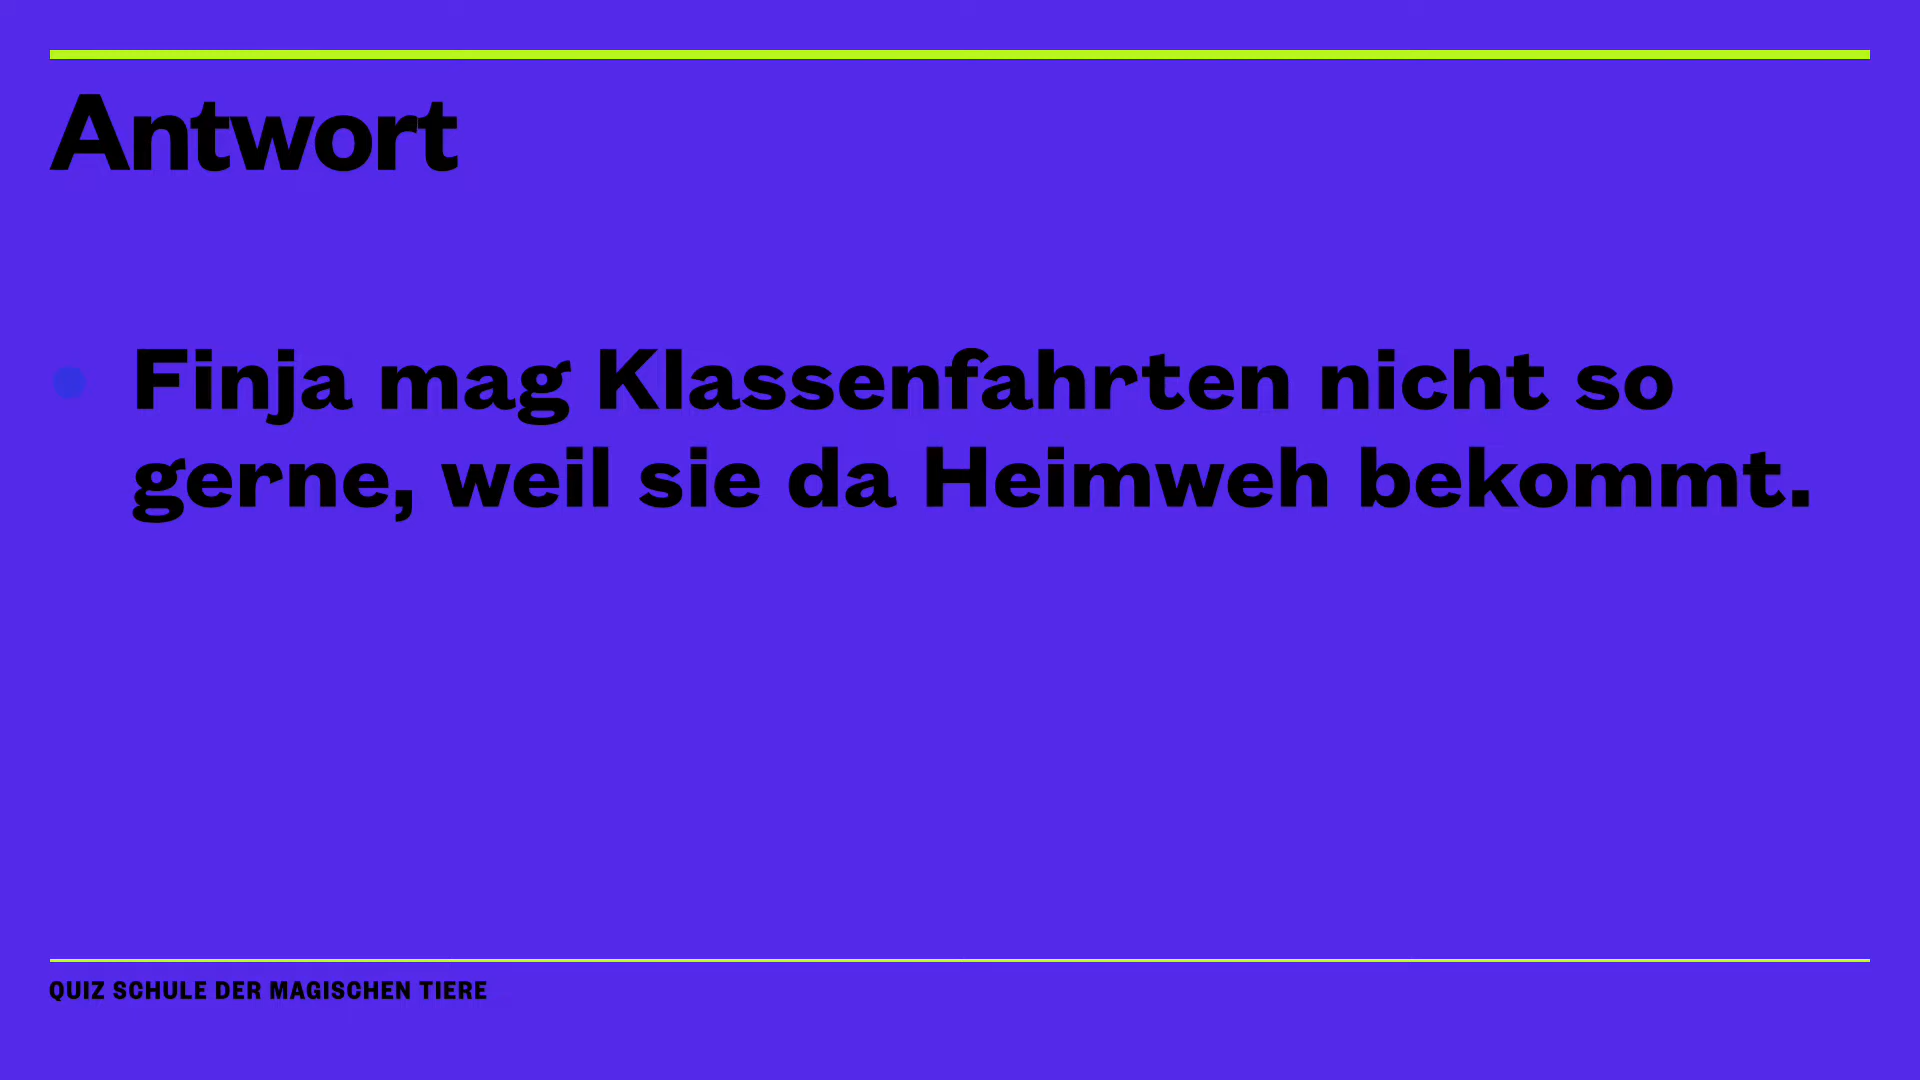 Antwort
Finja mag Klassenfahrten nicht so
gerne, weil sie da Heimweh bekommt.
QUIZ SCHULE DER MAGISCHEN TIERE